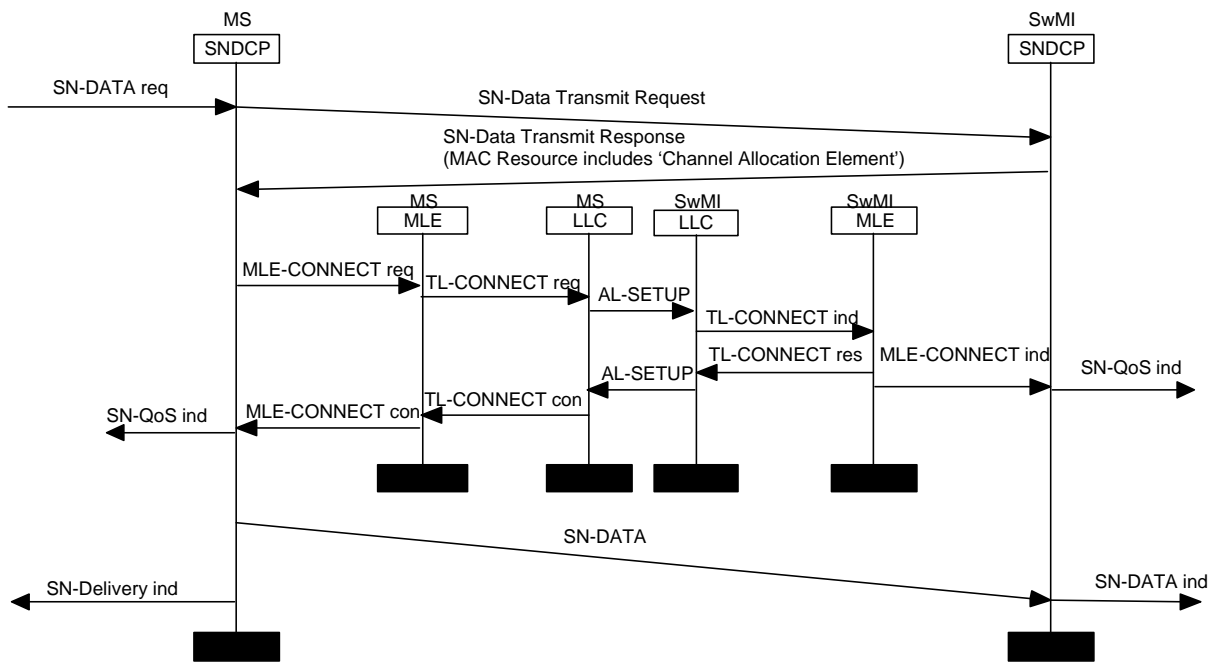 MS
SwMI
SNDCP
SNDCP
SN-DATA req
SN-Data Transmit Request
SN-Data Transmit Response
(MAC Resource includes ‘Channel Allocation Element’)
MS
MS
SwMI
SwMI
MLE
LLC
LLC
MLE
MLE-CONNECT req
TL-CONNECT req
AL-SETUP
TL-CONNECT ind
TL-CONNECT res
MLE-CONNECT ind
SN-QoS ind
AL-SETUP
TL-CONNECT con
MLE-CONNECT con
SN-QoS ind
SN-DATA
SN-Delivery ind
SN-DATA ind